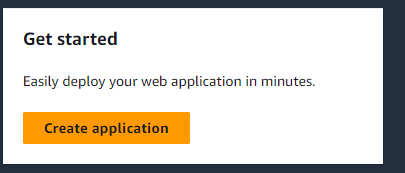 Get started
Easily deploy your web application in minutes.
Create application